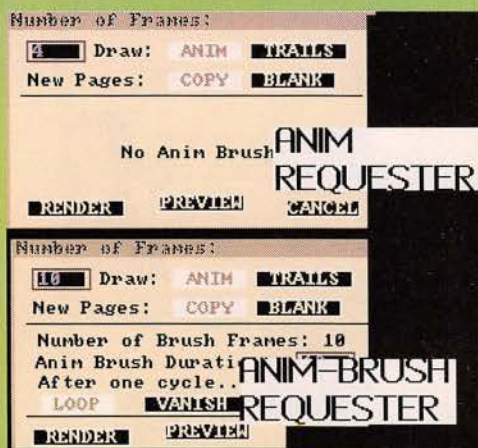 Number of Frames:
4 Draw: ANIM TRAILS
New Pages: COPY BLANK
No Anim Brush
ANIM
REQUESTER
RENDER PREVIEW CANCEL
Number of Frames:
10 Draw: ANIM TRAILS
New Pages: COPY BLANK
Number of Brush Frames: 10
Anim Brush Duration
After one cycle..
ANIM-BRUSH
LOOP VANISH
REQUESTER
RENDER PREVIEW